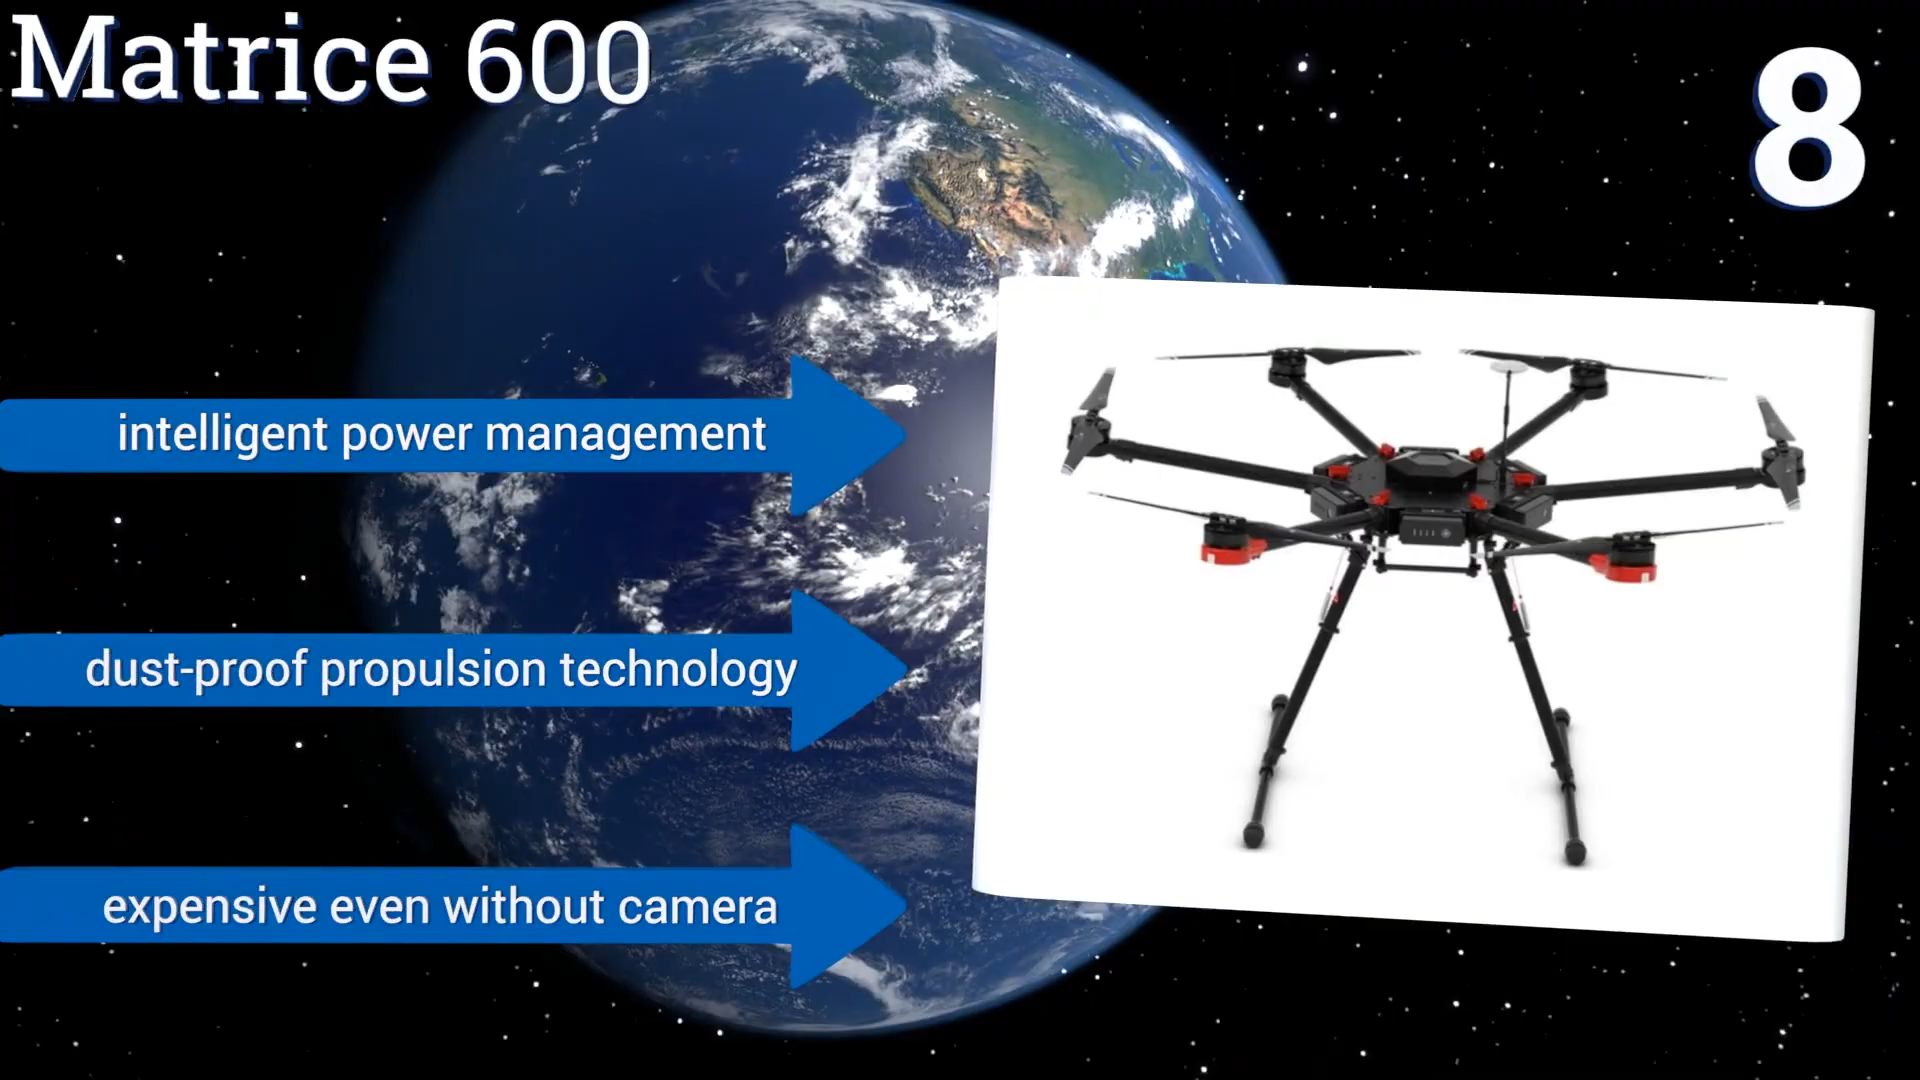 Matrice 600
8
intelligent power management
dust-proof propulsion technology
expensive even without camera